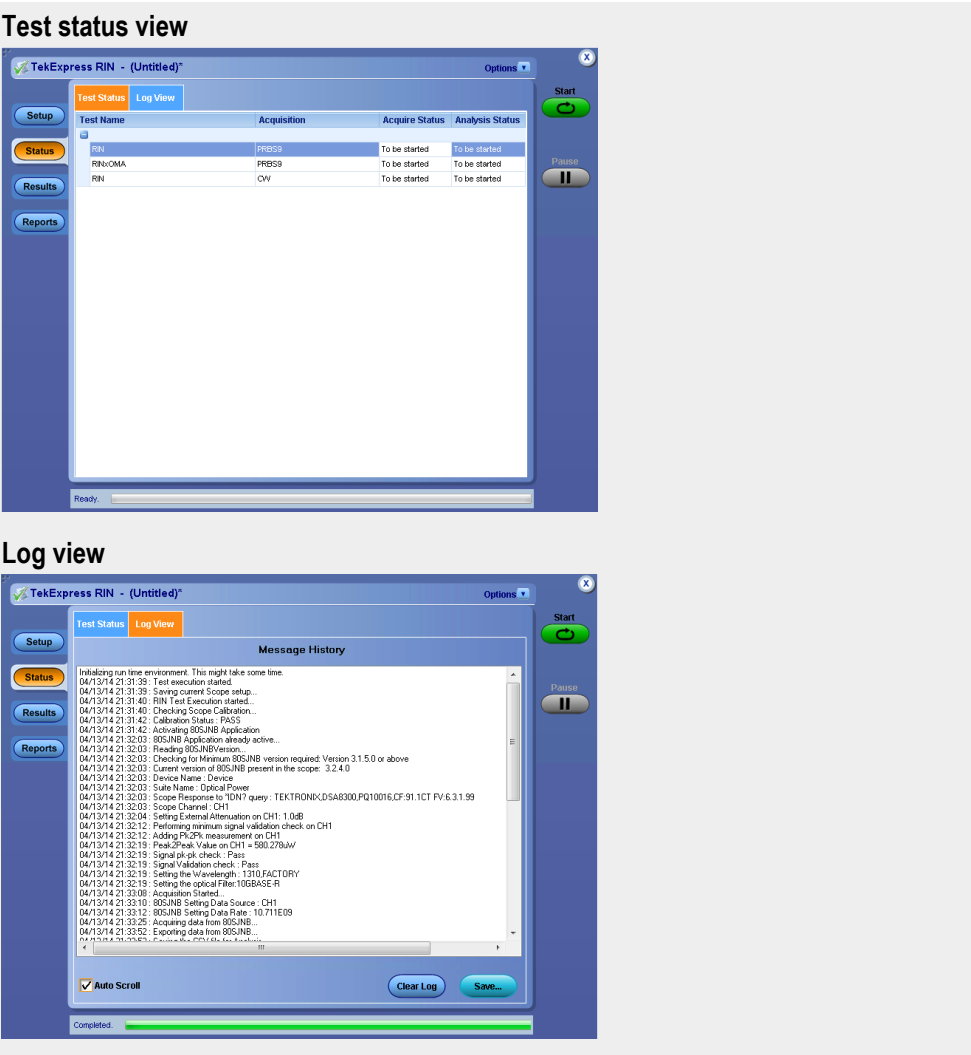 Test status view
TekExpress RIN - (Untitled)*
Options
x
Start
Setup
Status
Results
Reports
Pause
Test Status Log View
Test Name Acquisition Acquire Status Analysis Status
RIN PRBS9 To be started To be started
RINxOMA PRBS9 To be started To be started
RIN CW To be started To be started
Ready.
Log view
TekExpress RIN - (Untitled)*
Options
x
Start
Setup
Status
Results
Reports
Pause
Test Status Log View
Message History
Initializing run time environment. This might take some time.
04/13/14 21:31:39 : Test execution started.
04/13/14 21:31:39 : Saving current Scope setup...
04/13/14 21:31:40 : RIN Test Execution started...
04/13/14 21:31:40 : Checking Scope Calibration...
04/13/14 21:31:42 : Calibration Status : PASS
04/13/14 21:31:42 : Activating 80SJNB Application
04/13/14 21:32:03 : 80SJNB Application already active...
04/13/14 21:32:03 : Reading 80SJNBVersion...
04/13/14 21:32:03 : Checking for Minimum 80SJNB version required: Version 3.1.5.0 or above
04/13/14 21:32:03 : Current version of 80SJNB present in the scope: 3.2.4.0
04/13/14 21:32:03 : Device Name : Device
04/13/14 21:32:03 : Suite Name : Optical Power
04/13/14 21:32:03 : Scope Response to *IDN? query : TEKTRONIX,DSA8300,PQ10016,CF:91.1CT FV:6.3.1.99
04/13/14 21:32:03 : Scope Channel : CH1
04/13/14 21:32:04 : Setting External Attenuation on CH1: 1.0dB
04/13/14 21:32:12 : Performing minimum signal validation check on CH1
04/13/14 21:32:12 : Adding Pk2Pk measurement on CH1
04/13/14 21:32:19 : Peak2Peak Value on CH1 = 580.278uW
04/13/14 21:32:19 : Signal pk-pk check : Pass
04/13/14 21:32:19 : Signal Validation check : Pass
04/13/14 21:32:19 : Setting the Wavelength : 1310,FACTORY
04/13/14 21:32:19 : Setting the optical Filter:10GBASE-R
04/13/14 21:33:08 : Acquisition Started...
04/13/14 21:33:10 : 80SJNB Setting Data Source : CH1
04/13/14 21:33:12 : 80SJNB Setting Data Rate : 10.711E09
04/13/14 21:33:25 : Acquiring data from 80SJNB...
04/13/14 21:33:52 : Exporting data from 80SJNB...
Auto Scroll
Clear Log
Save...
Completed.